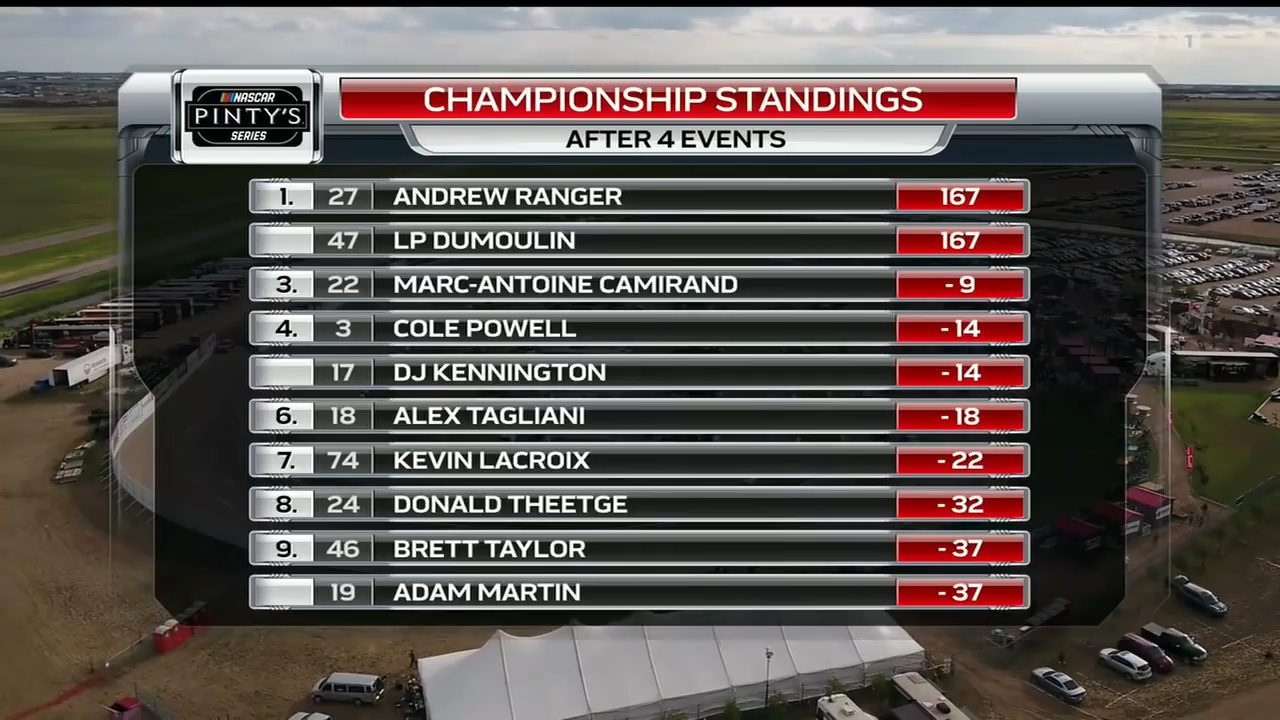 NASCAR
PINTY'S
SERIES
CHAMPIONSHIP STANDINGS
AFTER 4 EVENTS
1. 27 ANDREW RANGER 167
47 LP DUMOULIN 167
3. 22 MARC-ANTOINE CAMIRAND - 9
4. 3 COLE POWELL - 14
17 DJ KENNINGTON - 14
6. 18 ALEX TAGLIANI - 18
7. 74 KEVIN LACROIX - 22
8. 24 DONALD THEETGE - 32
9. 46 BRETT TAYLOR - 37
19 ADAM MARTIN - 37